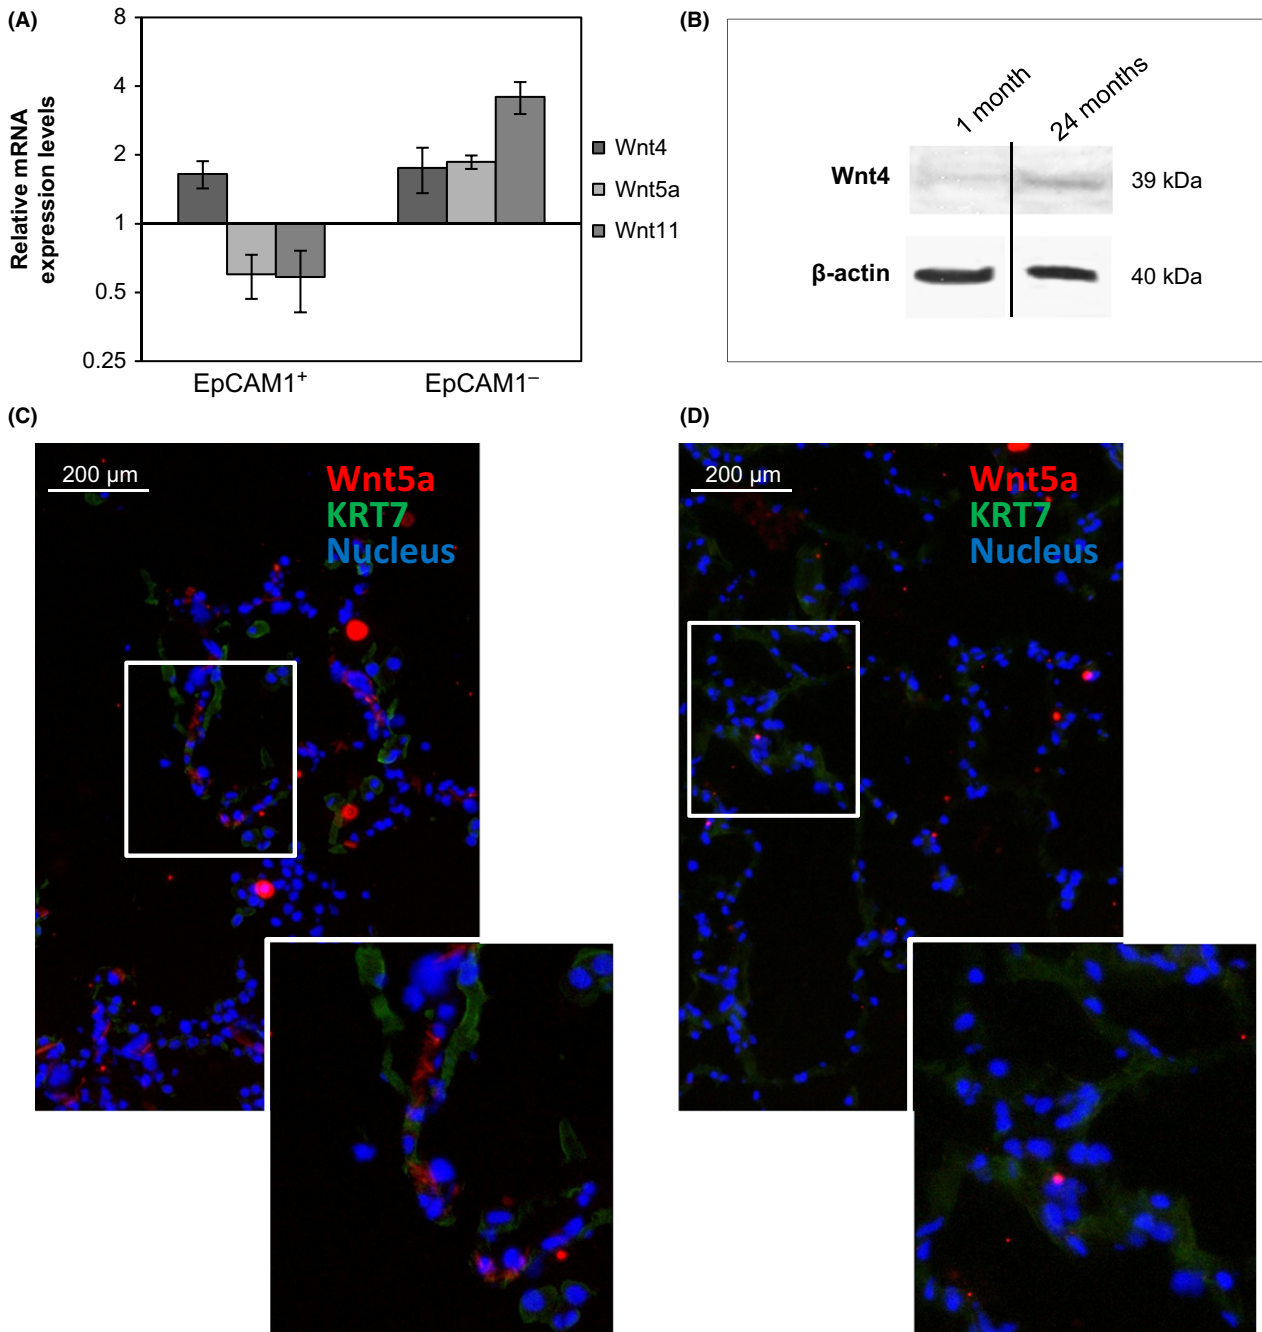 (A)
8
4
2
1
0.5
0.25
Relative mRNA
expression levels
EpCAM1⁺
EpCAM1⁻
Wnt4
Wnt5a
Wnt11
(B)
1 month
24 months
Wnt4
39 kDa
β-actin
40 kDa
(C)
200 µm
Wnt5a
KRT7
Nucleus
(D)
200 µm
Wnt5a
KRT7
Nucleus